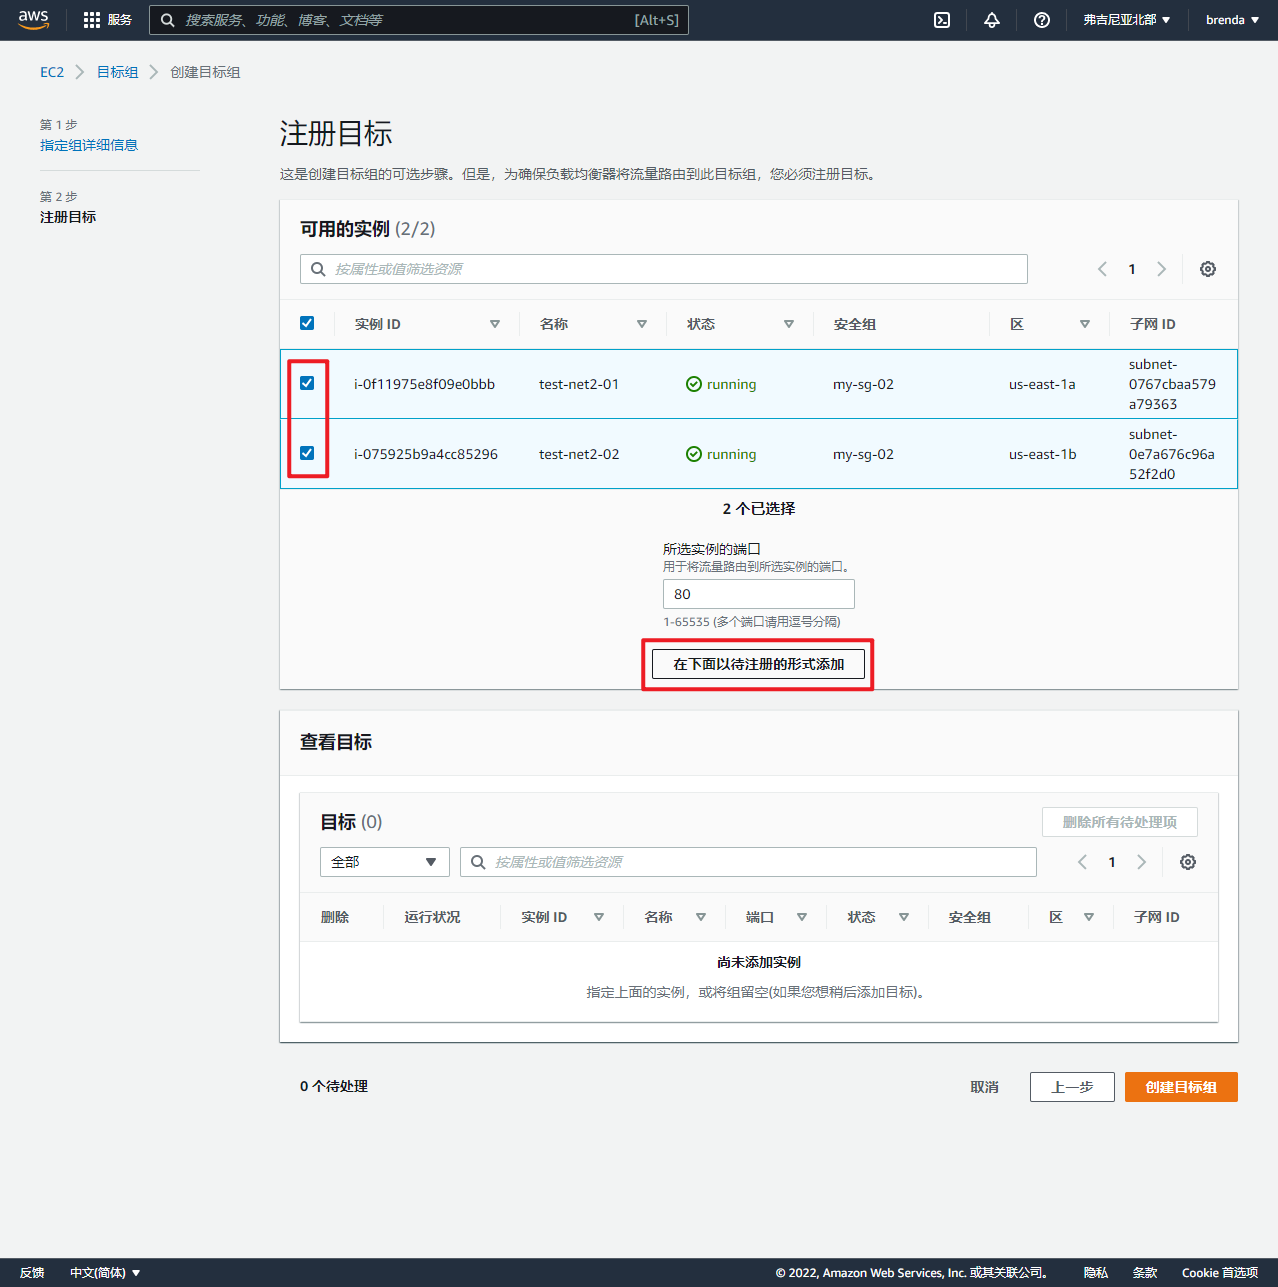 aws
服务
搜索服务、功能、博客、文档等
[Alt+S]
弗吉尼亚北部
brenda
EC2
目标组
创建目标组
第 1 步
指定组详细信息
第 2 步
注册目标
注册目标
这是创建目标组的可选步骤。但是，为确保负载均衡器将流量路由到此目标组，您必须注册目标。
可用的实例 (2/2)
按属性或值筛选资源
1
实例 ID 名称 状态 安全组 区 子网 ID
i-0f11975e8f09e0bbb test-net2-01 running my-sg-02 us-east-1a subnet-
0767cbaa579
a79363
i-075925b9a4cc85296 test-net2-02 running my-sg-02 us-east-1b subnet-
0e7a676c96a
52f2d0
2 个已选择
所选实例的端口
用于将流量路由到所选实例的端口。
80
1-65535 (多个端口请用逗号分隔)
在下面以待注册的形式添加
查看目标
目标 (0)
删除所有待处理项
全部
按属性或值筛选资源
1
删除 运行状况 实例 ID 名称 端口 状态 安全组 区 子网 ID
尚未添加实例
指定上面的实例，或将组留空(如果您想稍后添加目标)。
0 个待处理
取消
上一步
创建目标组
反馈
中文(简体)
© 2022, Amazon Web Services, Inc. 或其关联公司。
隐私
条款
Cookie 首选项